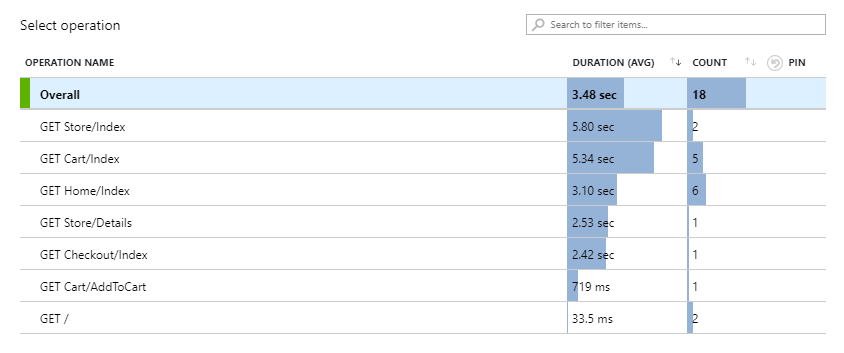 Select operation
Search to filter items...
OPERATION NAME DURATION (AVG) COUNT PIN
Overall 3.48 sec 18
GET Store/Index 5.80 sec 2
GET Cart/Index 5.34 sec 5
GET Home/Index 3.10 sec 6
GET Store/Details 2.53 sec 1
GET Checkout/Index 2.42 sec 1
GET Cart/AddToCart 719 ms 1
GET / 33.5 ms 2